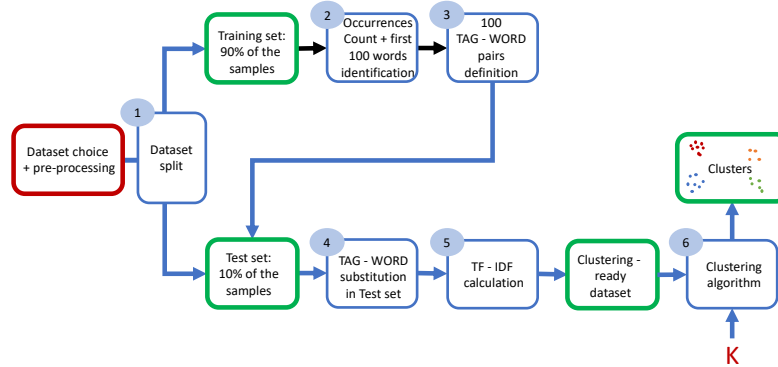 1
Dataset choice
+ pre-processing
Dataset
split
Training set:
90% of the
samples
2
Occurrences
Count + first
100 words
identification
3
100
TAG - WORD
pairs
definition
Test set:
10% of the
samples
4
TAG - WORD
substitution
in Test set
5
TF - IDF
calculation
Clustering -
ready
dataset
6
Clustering
algorithm
Clusters
K